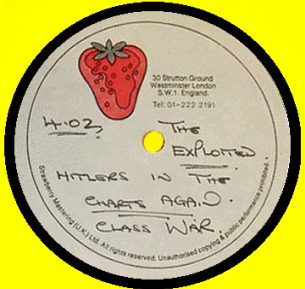 30 Strutton Ground
Westminster London
S.W.1. England.
Tel: 01-222 2191
4.02.
THE
EXPLOITED
HITLERS IN THE
CHARTS AGAIN.
CLASS WAR.
Strawberry Mastering (U.K.) Ltd. All rights reserved. Unauthorised copying & public performance prohibited.